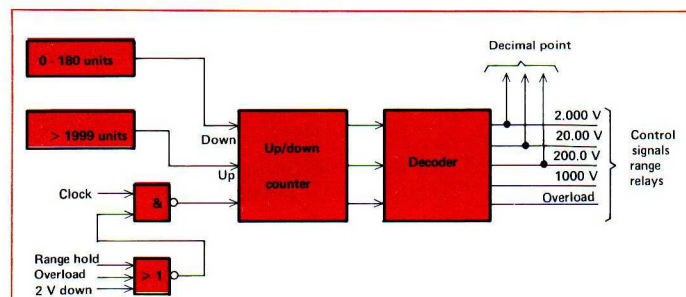 Decimal point
0 - 180 units
> 1999 units
Down
Up
Up/down
counter
Decoder
2.000 V
20.00 V
200.0 V
1000 V
Overload
Control
signals
range
relays
Clock
&
Range hold
Overload
2 V down
> 1